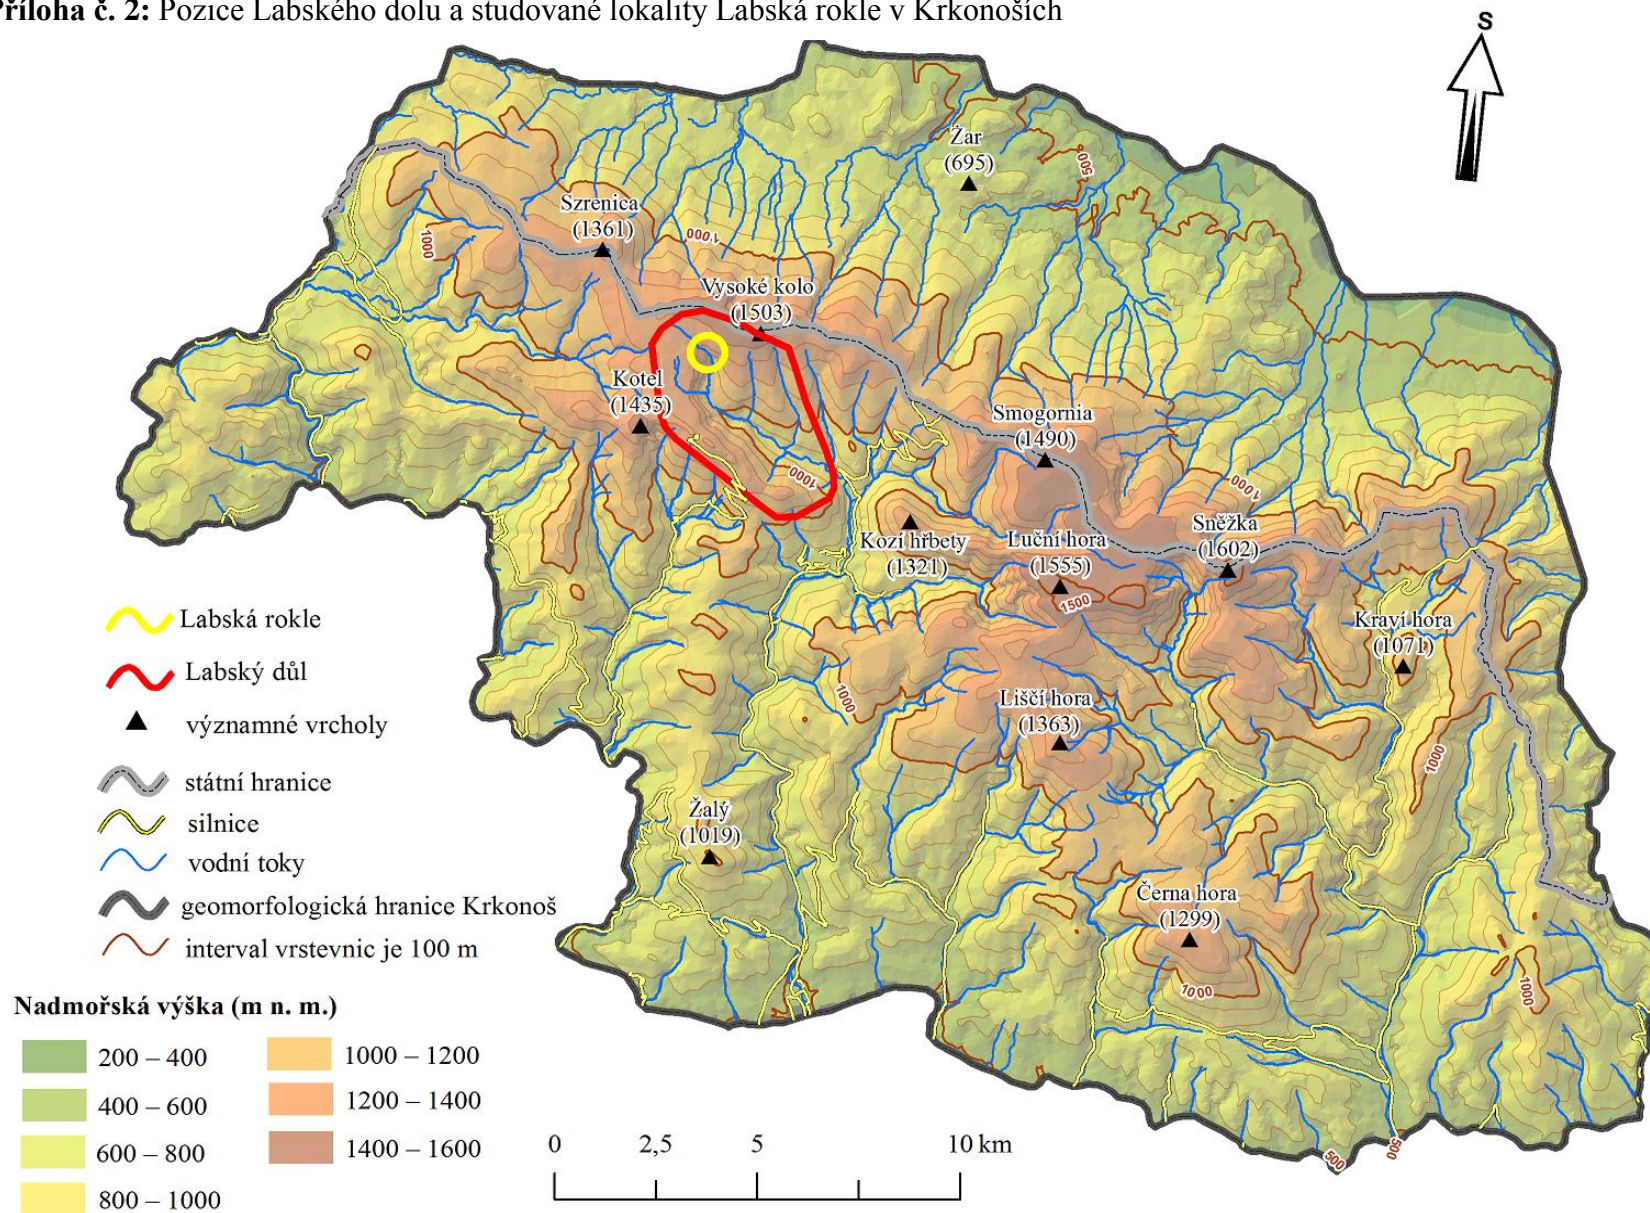 Příloha č. 2: Pozice Labského dolu a studované lokality Labská rokle v Krkonoších
S
Žar
(695)
500
Szrenica
(1361)
1000
1000
Vysoké kolo
(1503)
Kotel
(1435)
Smogornia
(1490)
1000
1000
Sněžka
(1602)
Kozí hřbety
(1321)
Luční hora
(1555)
1500
Kraví hora
(1071)
Labská rokle
Labský důl
1000
Liščí hora
(1363)
významné vrcholy
1000
státní hranice
Žalý
(1019)
silnice
vodní toky
Černa hora
(1299)
geomorfologická hranice Krkonoš
interval vrstevnic je 100 m
1000
1000
Nadmořská výška (m n. m.)
200 – 400
1000 – 1200
400 – 600
1200 – 1400
600 – 800
1400 – 1600
800 – 1000
0 2,5 5 10 km
500
500